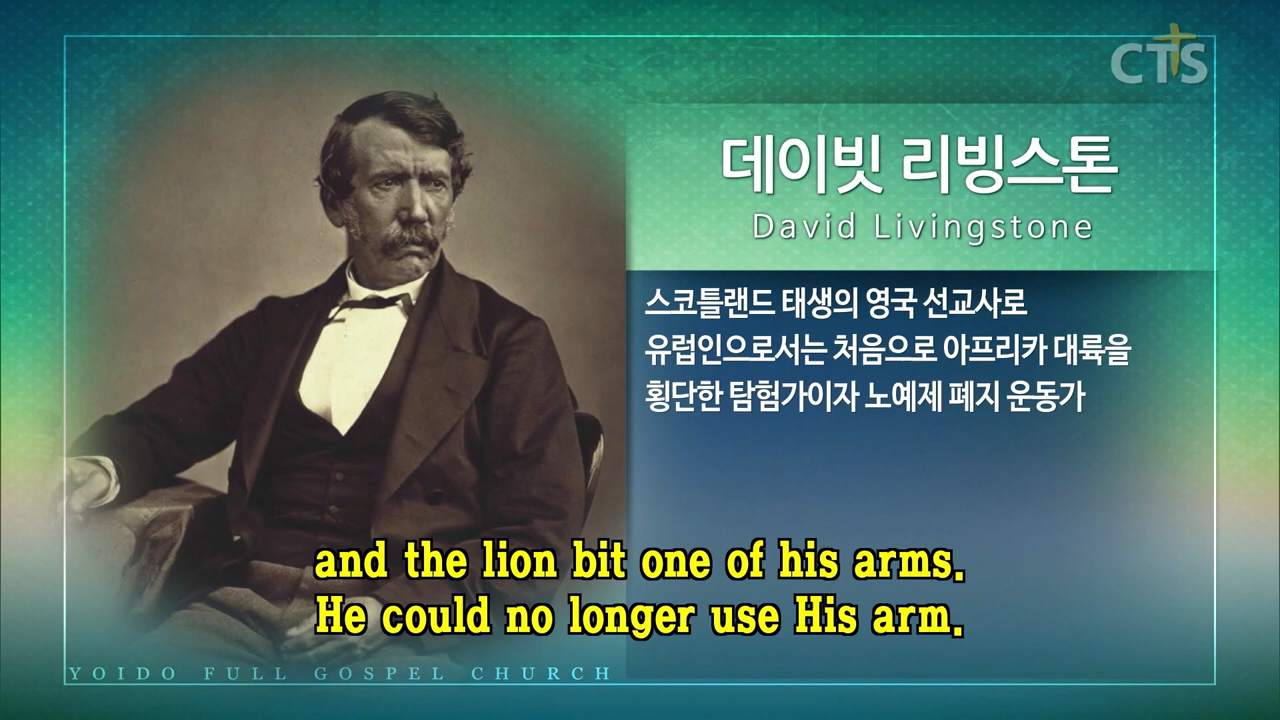 CTS
데이빗 리빙스톤
David Livingstone
스코틀랜드 태생의 영국 선교사로
유럽인으로서는 처음으로 아프리카 대륙을
횡단한 탐험가이자 노예제 폐지 운동가
and the lion bit one of his arms.
He could no longer use His arm.
YOIDO FULL GOSPEL CHURCH